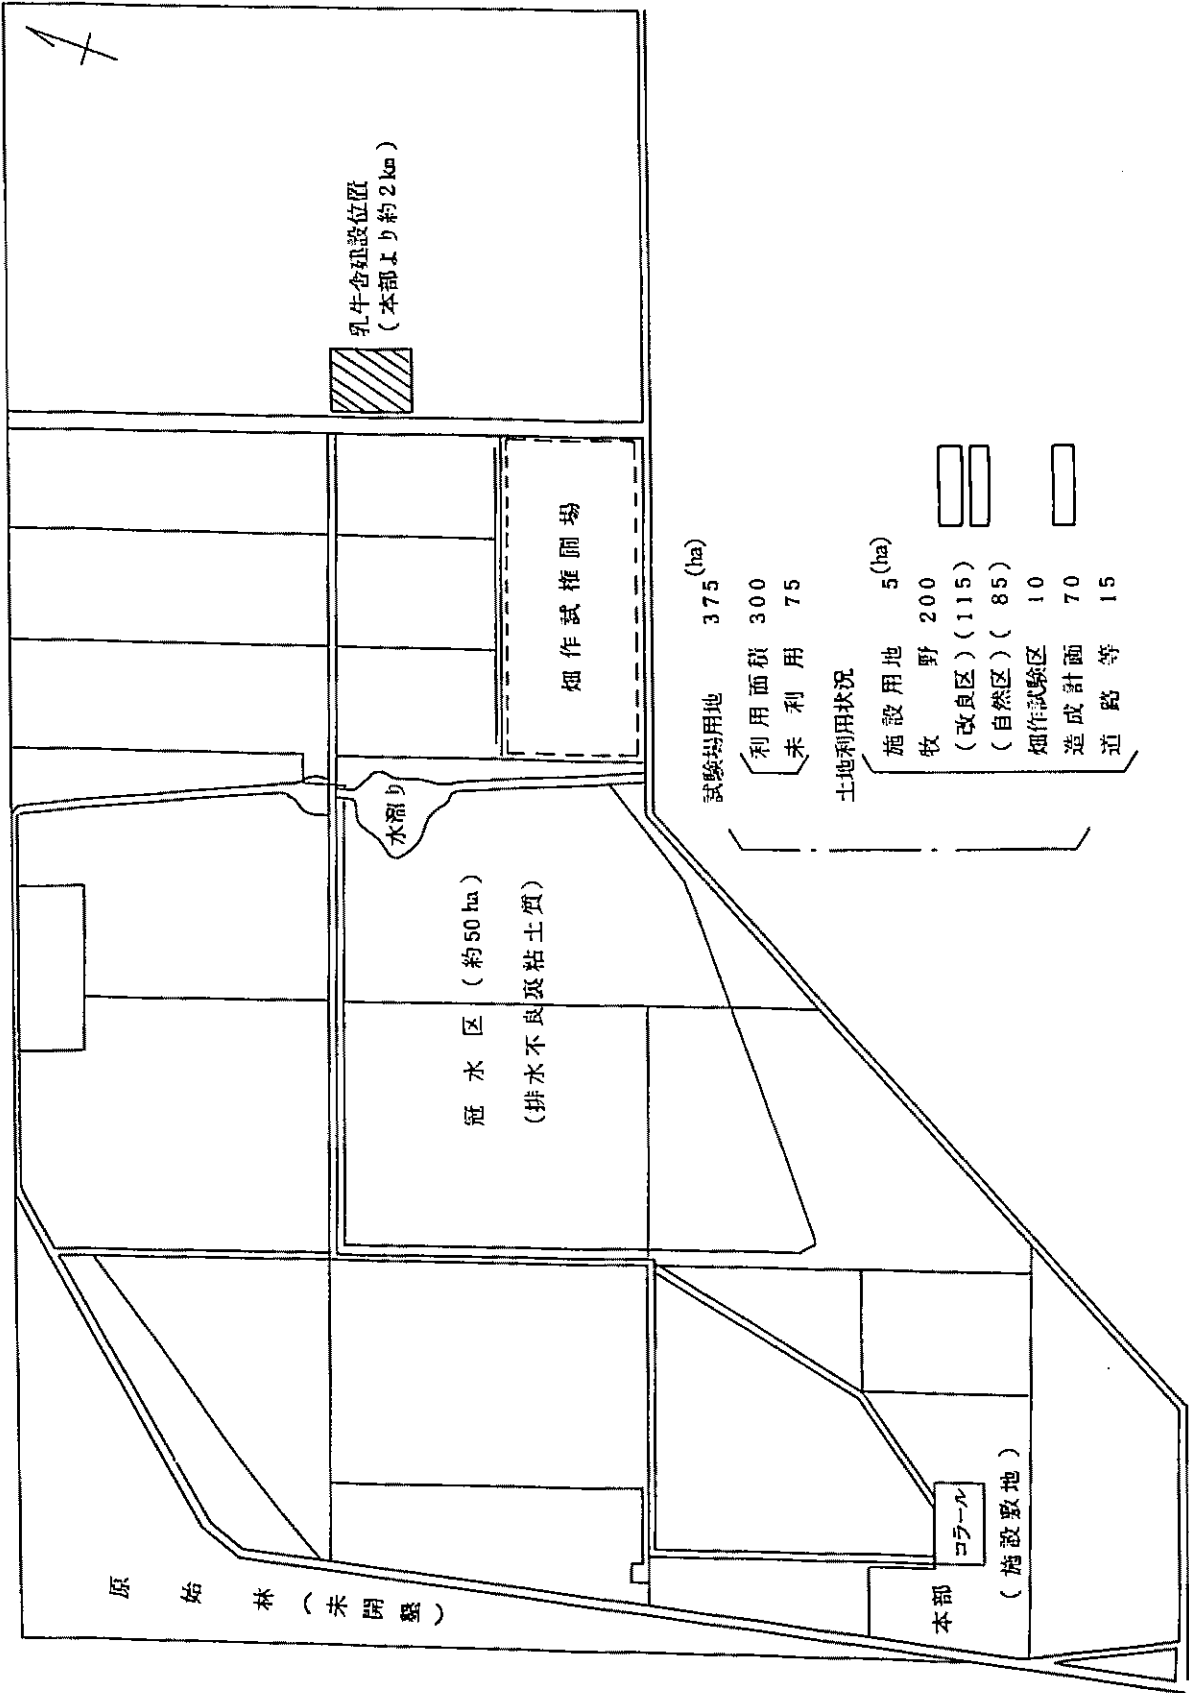 乳牛舎建設位置
(本部より約2km)
畑作試権圃場
水溜り
冠水区(約50ha)
(排水不良裏粘土質)
原始林(未開墾)
コラール
本部
(施設敷地)
試験場用地 375(ha)
利用面積 300
未利用 75
土地利用状況
施設用地 5(ha)
牧野 200
(改良区)(115)
(自然区)( 85)
畑作試験区 10
造成計画 70
道路等 15